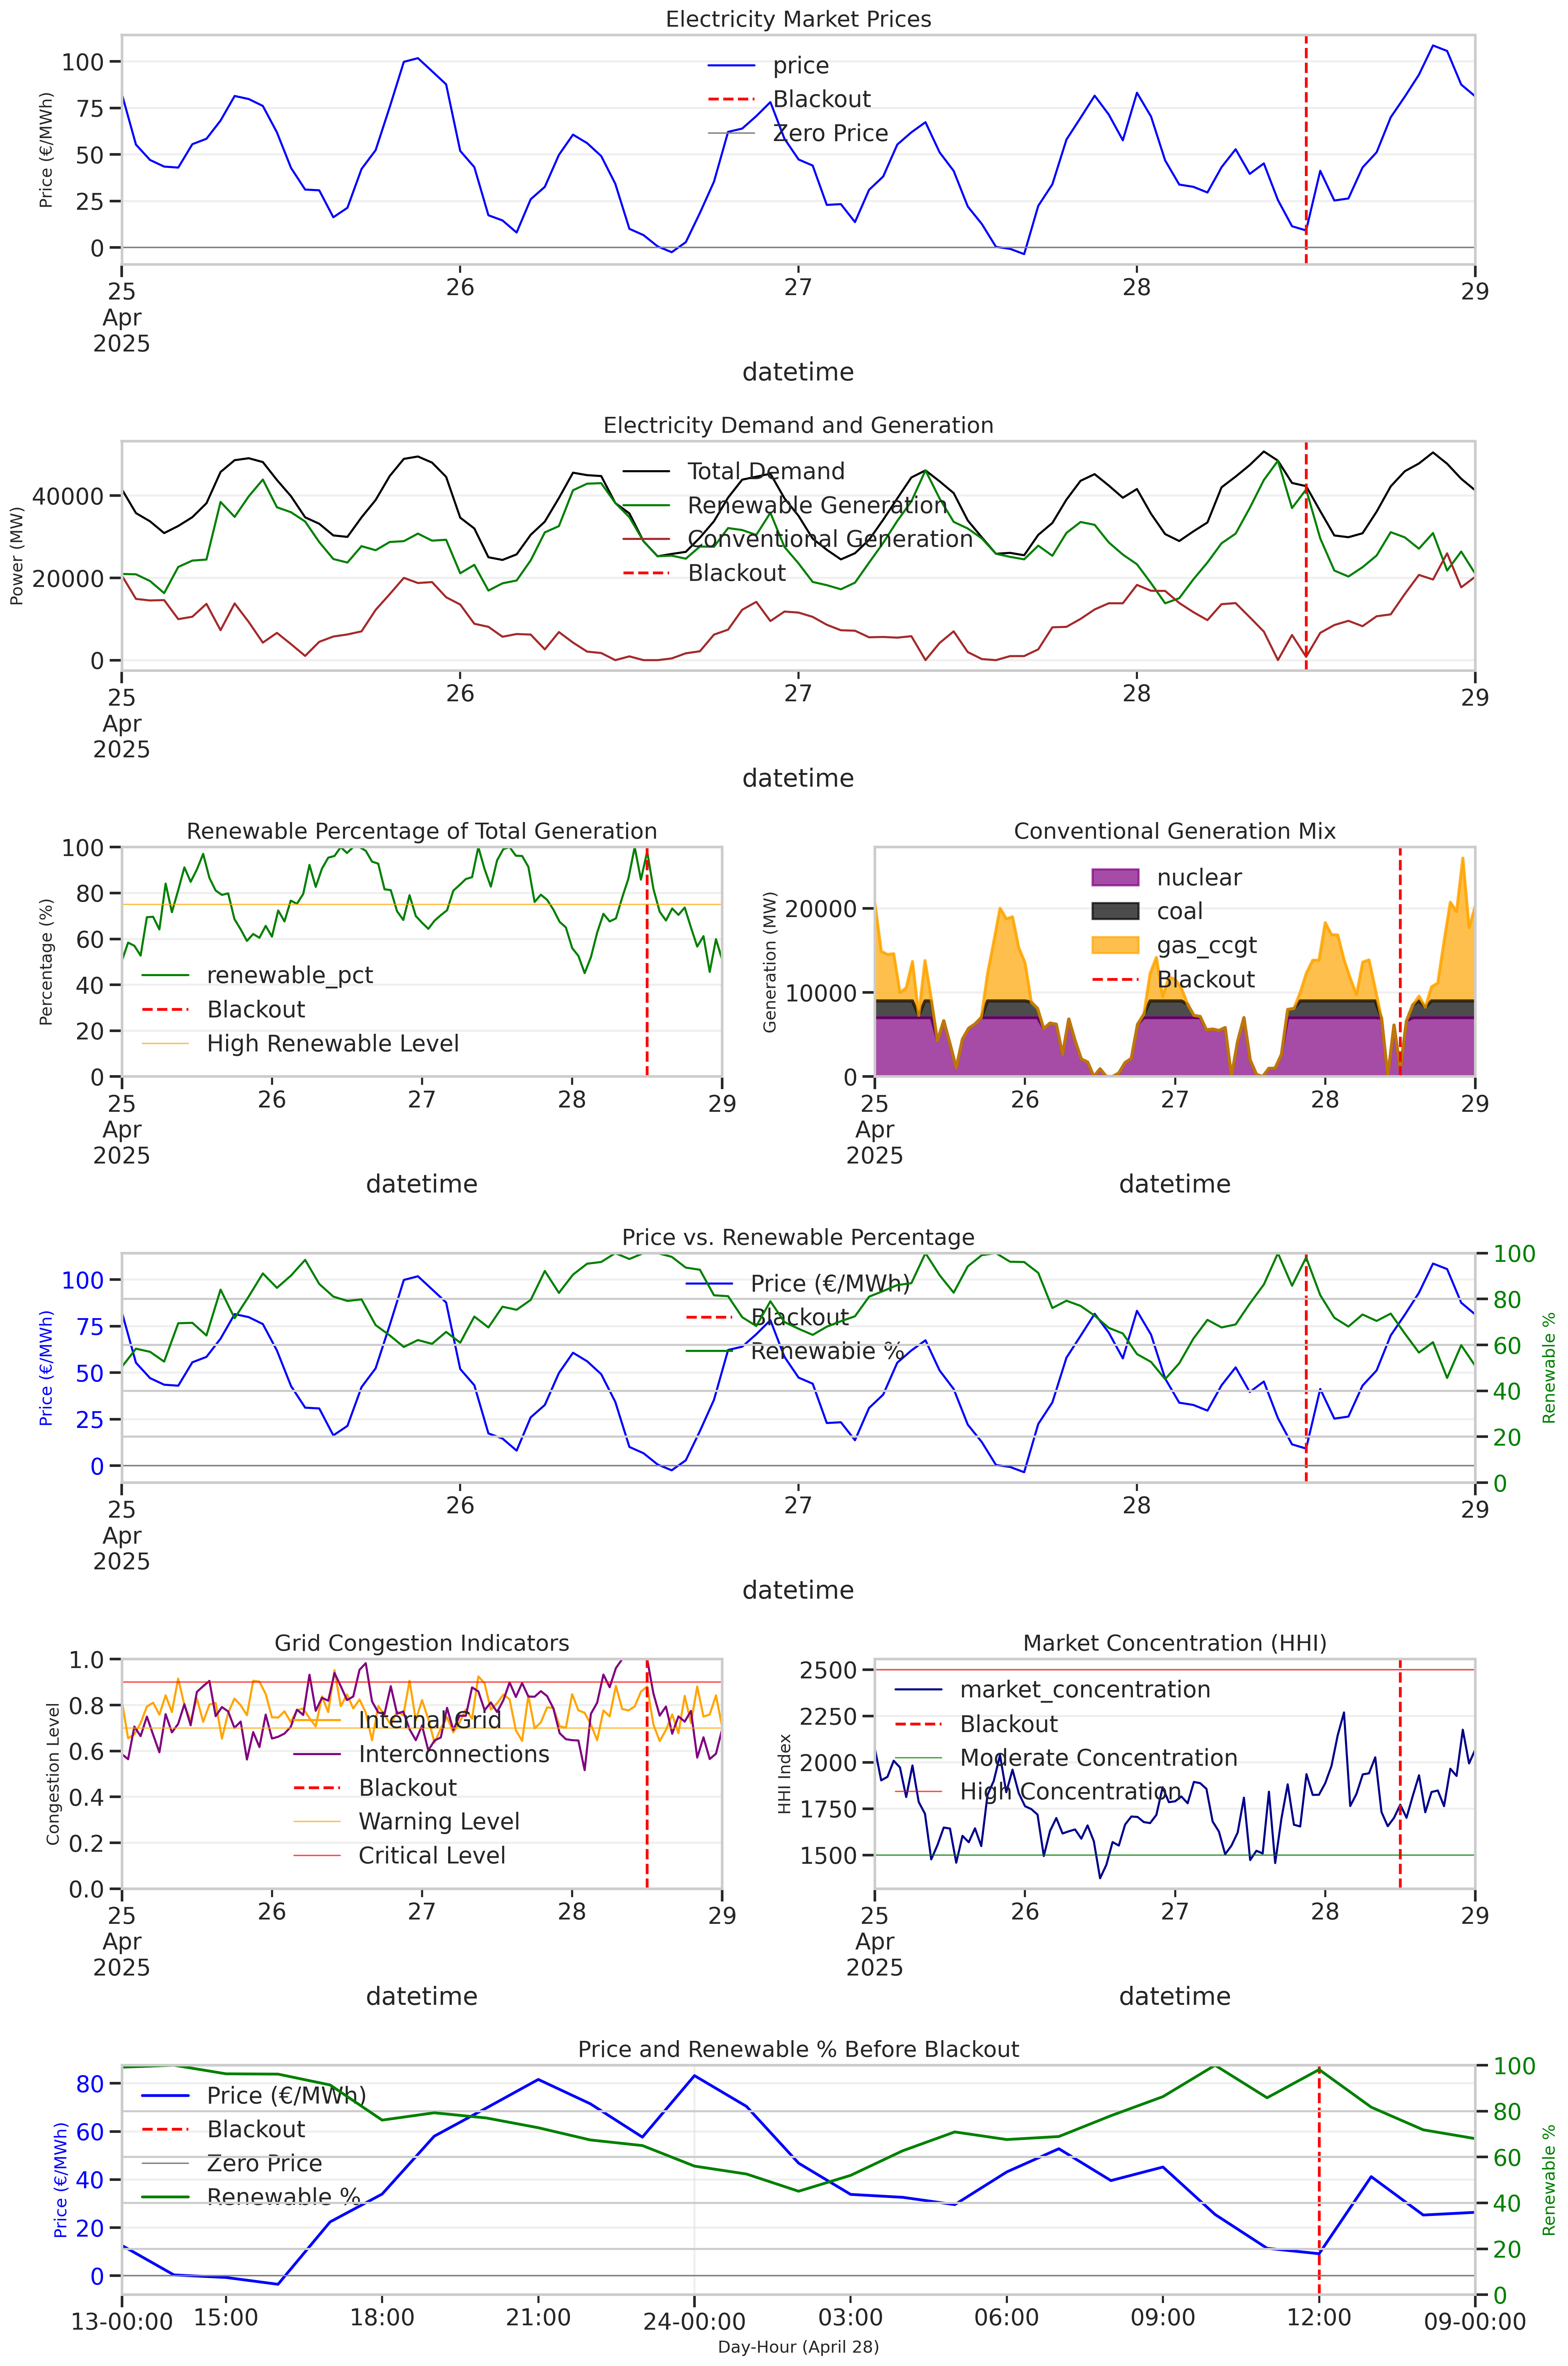 Electricity Market Prices
Price (€/MWh)
100
75
50
25
0
price
Blackout
Zero Price
25
Apr
2025
26
27
28
29
datetime
Electricity Demand and Generation
Power (MW)
40000
20000
0
Total Demand
Renewable Generation
Conventional Generation
Blackout
25
Apr
2025
26
27
28
29
datetime
Renewable Percentage of Total Generation
Percentage (%)
100
80
60
40
20
0
renewable_pct
Blackout
High Renewable Level
25
Apr
2025
26
27
28
29
datetime
Conventional Generation Mix
Generation (MW)
20000
10000
0
nuclear
coal
gas_ccgt
Blackout
25
Apr
2025
26
27
28
29
datetime
Price vs. Renewable Percentage
Price (€/MWh)
100
75
50
25
0
Price (€/MWh)
Blackout
Renewable %
100
80
60
40
20
0
Renewable %
25
Apr
2025
26
27
28
29
datetime
Grid Congestion Indicators
Congestion Level
1.0
0.8
0.6
0.4
0.2
0.0
Internal Grid
Interconnections
Blackout
Warning Level
Critical Level
25
Apr
2025
26
27
28
29
datetime
Market Concentration (HHI)
HHI Index
2500
2250
2000
1750
1500
market_concentration
Blackout
Moderate Concentration
High Concentration
25
Apr
2025
26
27
28
29
datetime
Price and Renewable % Before Blackout
Price (€/MWh)
80
60
40
20
0
Price (€/MWh)
Blackout
Zero Price
Renewable %
100
80
60
40
20
0
Renewable %
13-00:00
15:00
18:00
21:00
24-00:00
03:00
06:00
09:00
12:00
09-00:00
Day-Hour (April 28)